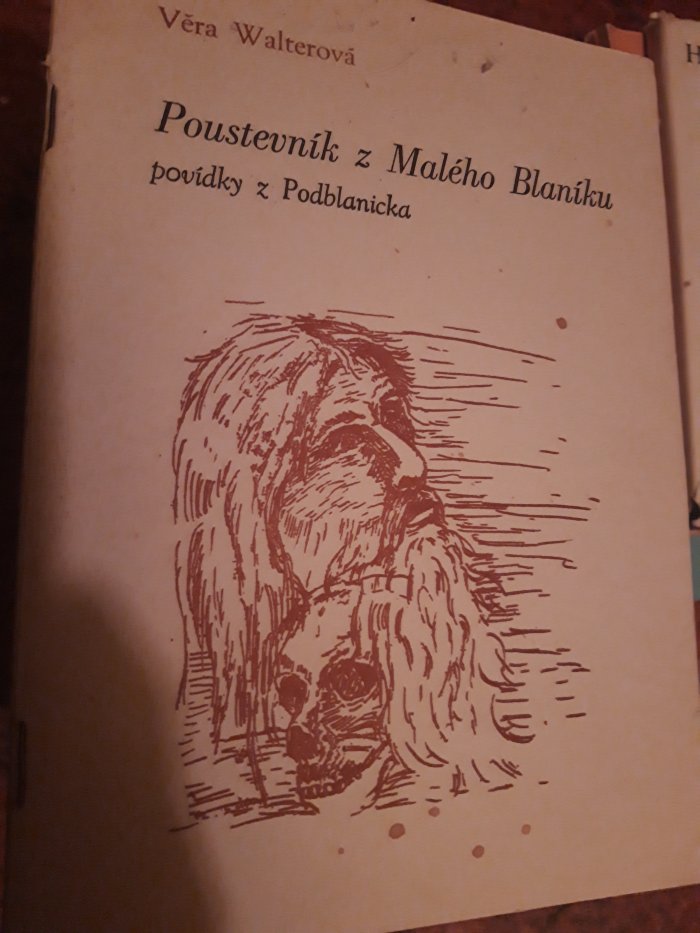 Věra Walterová
Poustevník z Malého Blaníku
povídky z Podblanicka
H